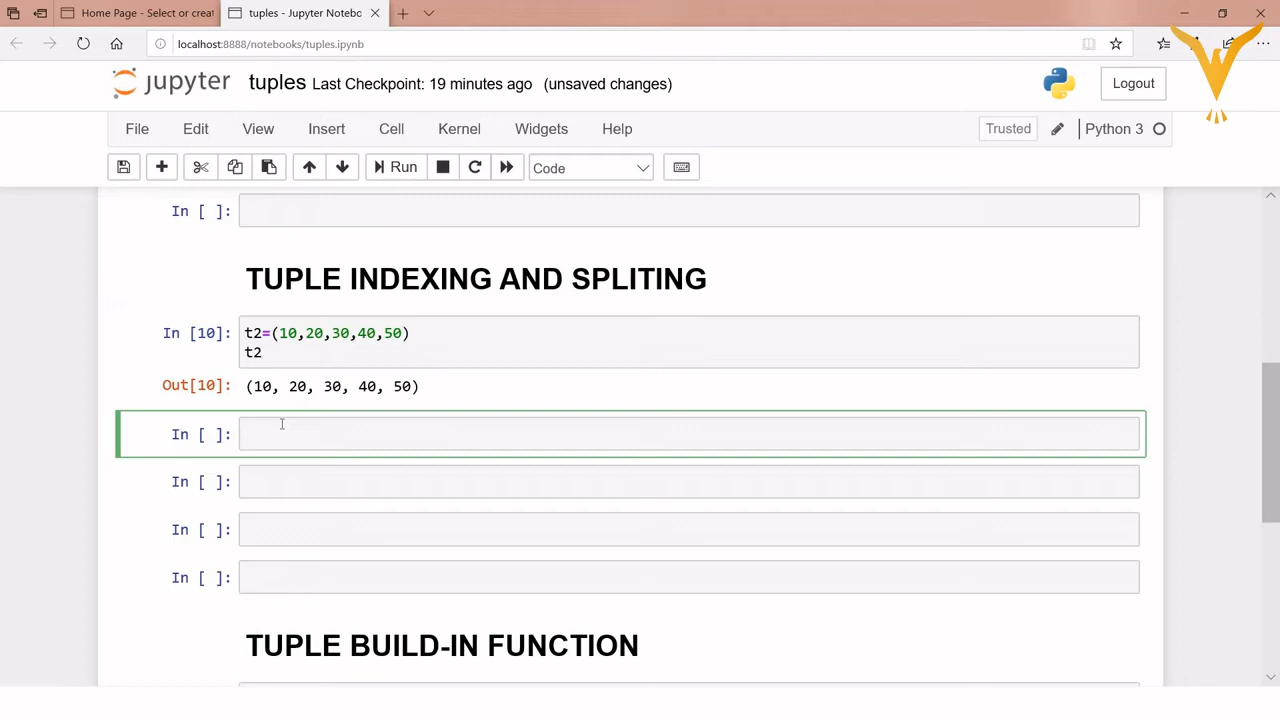 Home Page - Select or creat
tuples - Jupyter Notebo
localhost:8888/notebooks/tuples.ipynb
jupyter tuples Last Checkpoint: 19 minutes ago (unsaved changes)
Logout
File Edit View Insert Cell Kernel Widgets Help
Trusted Python 3
Run Code
In [ ]:
TUPLE INDEXING AND SPLITING
In [10]: t2=(10,20,30,40,50)
t2
Out[10]: (10, 20, 30, 40, 50)
In [ ]:
In [ ]:
In [ ]:
In [ ]:
TUPLE BUILD-IN FUNCTION